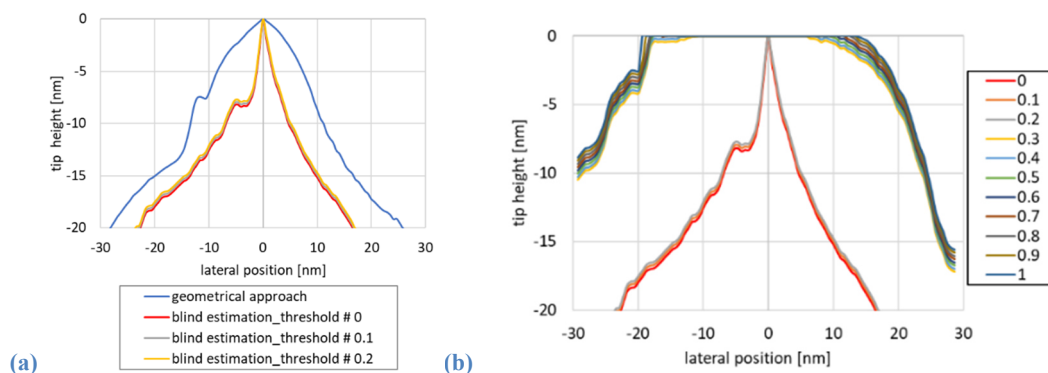 0
-5
-10
-15
-20
tip height [nm]
-30 -20 -10 0 10 20 30
lateral position [nm]
geometrical approach
blind estimation_threshold # 0
blind estimation_threshold # 0.1
blind estimation_threshold # 0.2
(a)
0
-5
-10
-15
-20
tip height [nm]
-30 -20 -10 0 10 20 30
lateral position [nm]
0
0.1
0.2
0.3
0.4
0.5
0.6
0.7
0.8
0.9
1
(b)